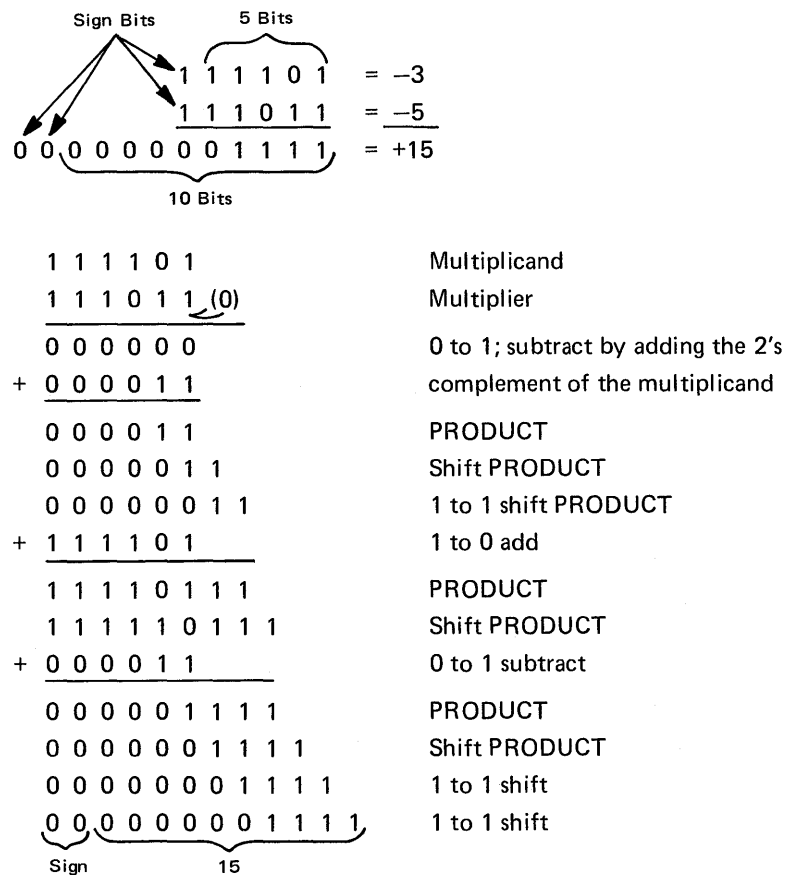 Sign Bits 5 Bits
1 1 1 1 0 1 = −3
1 1 1 0 1 1 = −5
0 0 0 0 0 0 0 0 1 1 1 1 = +15
10 Bits
1 1 1 1 0 1 Multiplicand
1 1 1 0 1 1 (0) Multiplier
0 0 0 0 0 0 0 to 1; subtract by adding the 2's
+ 0 0 0 0 1 1 complement of the multiplicand
0 0 0 0 1 1 PRODUCT
0 0 0 0 0 1 1 Shift PRODUCT
0 0 0 0 0 0 1 1 1 to 1 shift PRODUCT
+ 1 1 1 1 0 1 1 to 0 add
1 1 1 1 0 1 1 1 PRODUCT
1 1 1 1 1 0 1 1 1 Shift PRODUCT
+ 0 0 0 0 1 1 0 to 1 subtract
0 0 0 0 0 1 1 1 1 PRODUCT
0 0 0 0 0 0 1 1 1 1 Shift PRODUCT
0 0 0 0 0 0 0 1 1 1 1 1 to 1 shift
0 0 0 0 0 0 0 0 1 1 1 1 1 to 1 shift
Sign 15